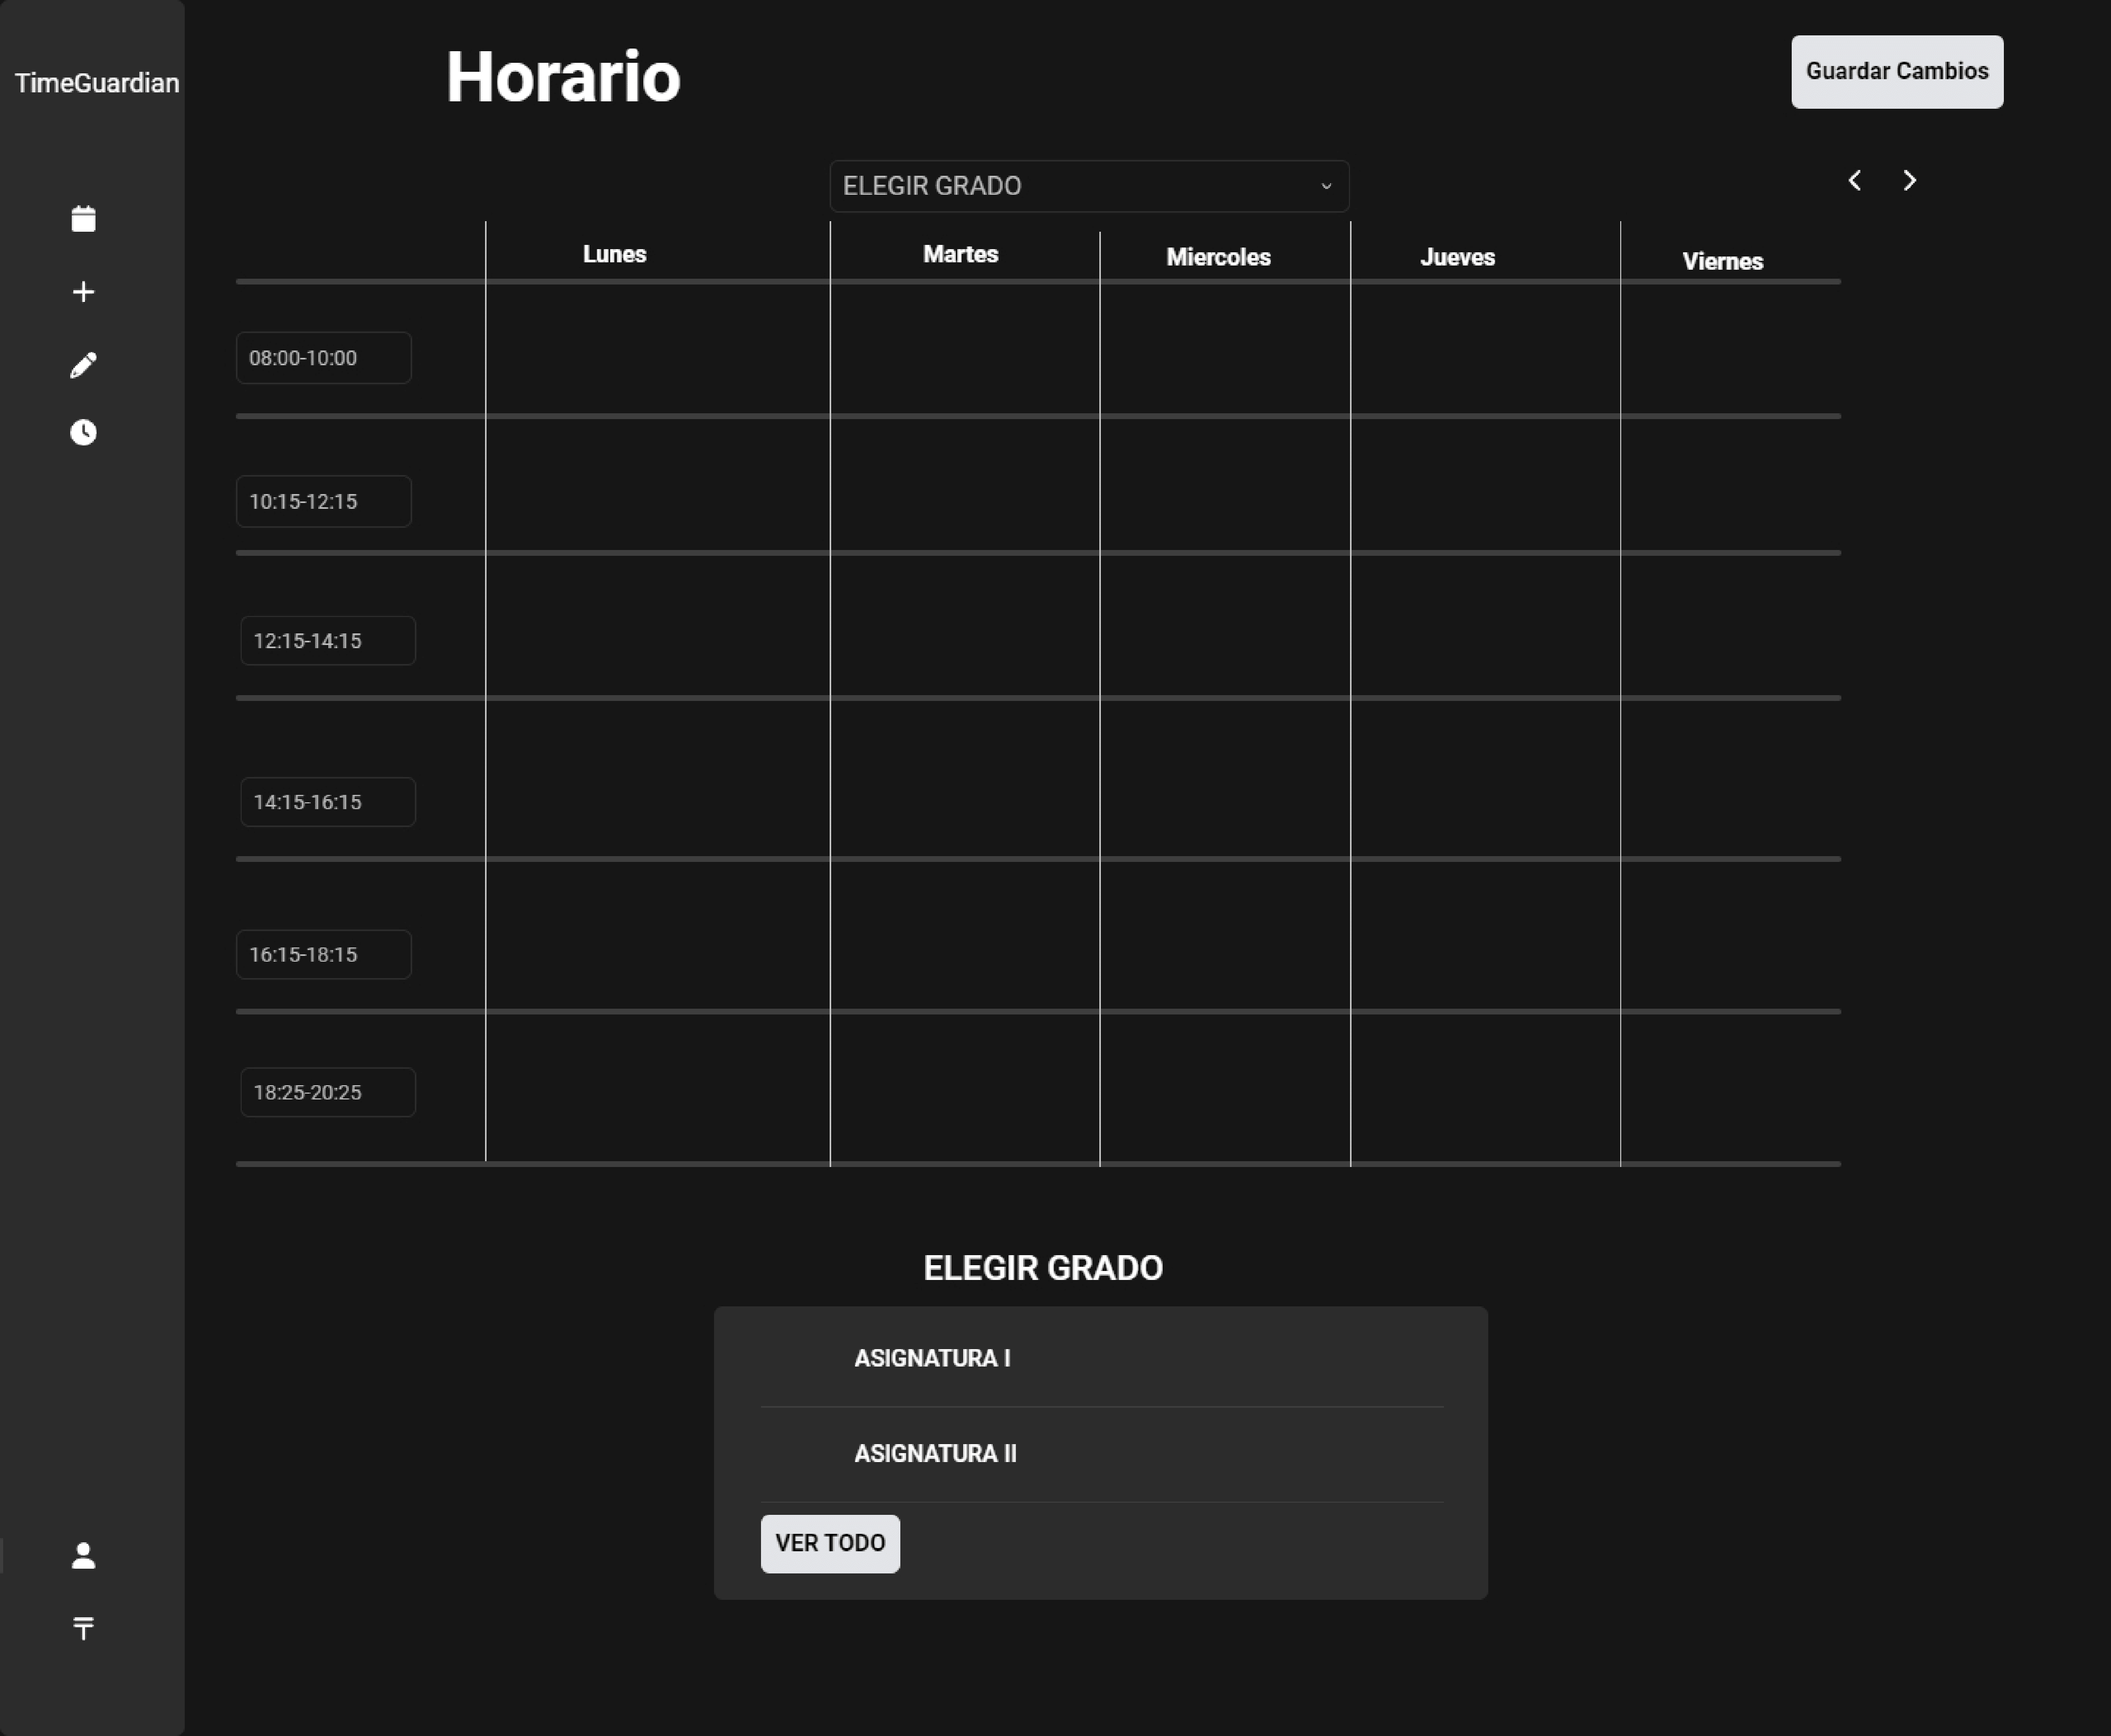 TimeGuardian
Horario
Guardar Cambios
ELEGIR GRADO
Lunes Martes Miercoles Jueves Viernes
08:00-10:00
10:15-12:15
12:15-14:15
14:15-16:15
16:15-18:15
18:25-20:25
ELEGIR GRADO
ASIGNATURA I
ASIGNATURA II
VER TODO